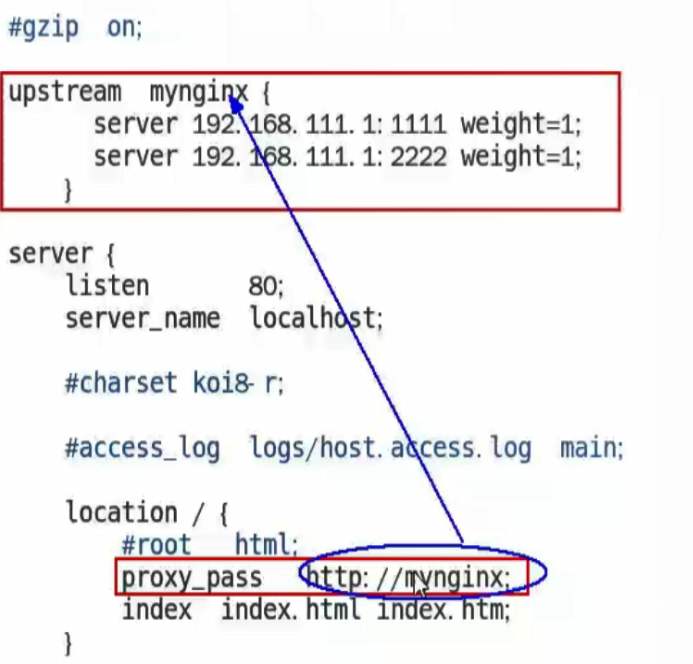 #gzip  on;
upstream  mynginx {
server 192.168.111.1:1111 weight=1;
server 192.168.111.1:2222 weight=1;
}
server {
listen       80;
server_name  localhost;
#charset koi8-r;
#access_log  logs/host.access.log  main;
location / {
#root   html;
proxy_pass   http://mynginx;
index  index.html index.htm;
}